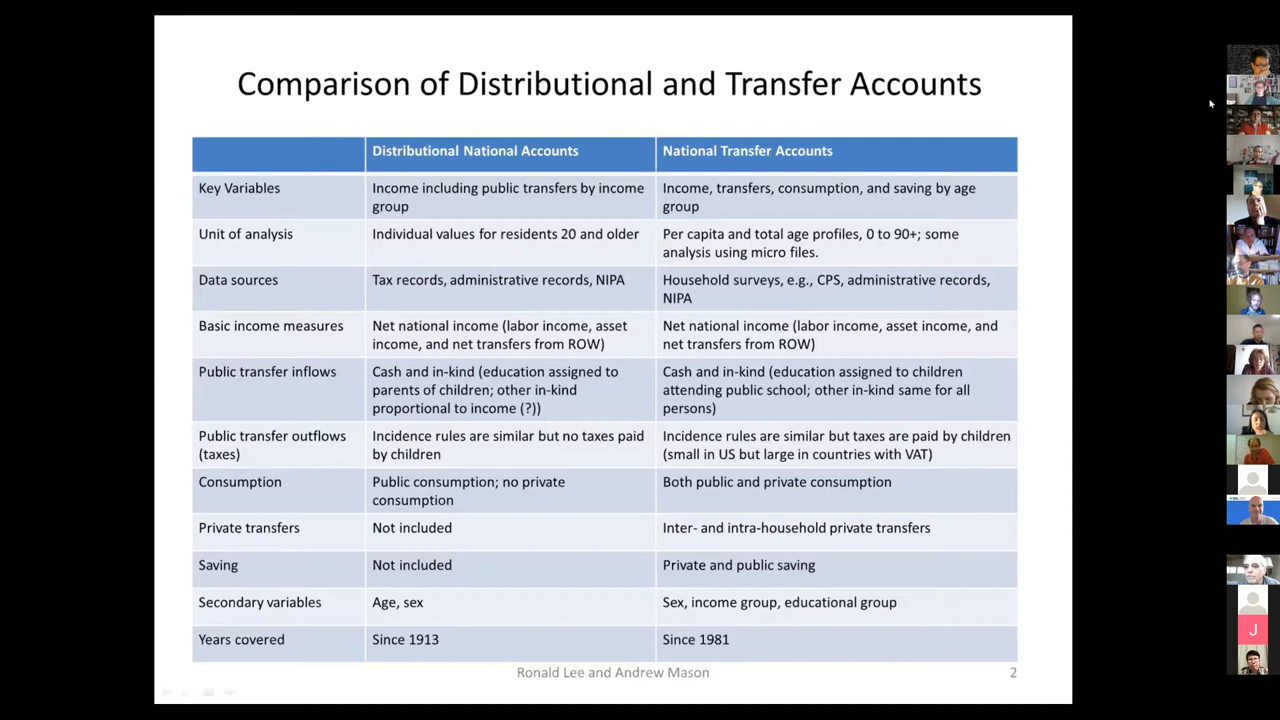 Comparison of Distributional and Transfer Accounts
Distributional National Accounts
National Transfer Accounts
Key Variables
Income including public transfers by income
group
Income, transfers, consumption, and saving by age
group
Unit of analysis
Individual values for residents 20 and older
Per capita and total age profiles, 0 to 90+; some
analysis using micro files.
Data sources
Tax records, administrative records, NIPA
Household surveys, e.g., CPS, administrative records,
NIPA
Basic income measures
Net national income (labor income, asset
income, and net transfers from ROW)
Net national income (labor income, asset income, and
net transfers from ROW)
Public transfer inflows
Cash and in-kind (education assigned to
parents of children; other in-kind
proportional to income (?))
Cash and in-kind (education assigned to children
attending public school; other in-kind same for all
persons)
Public transfer outflows
(taxes)
Incidence rules are similar but no taxes paid
by children
Incidence rules are similar but taxes are paid by children
(small in US but large in countries with VAT)
Consumption
Public consumption; no private
consumption
Both public and private consumption
Private transfers
Not included
Inter- and intra-household private transfers
Saving
Not included
Private and public saving
Secondary variables
Age, sex
Sex, income group, educational group
Years covered
Since 1913
Since 1981
Ronald Lee and Andrew Mason
2
J